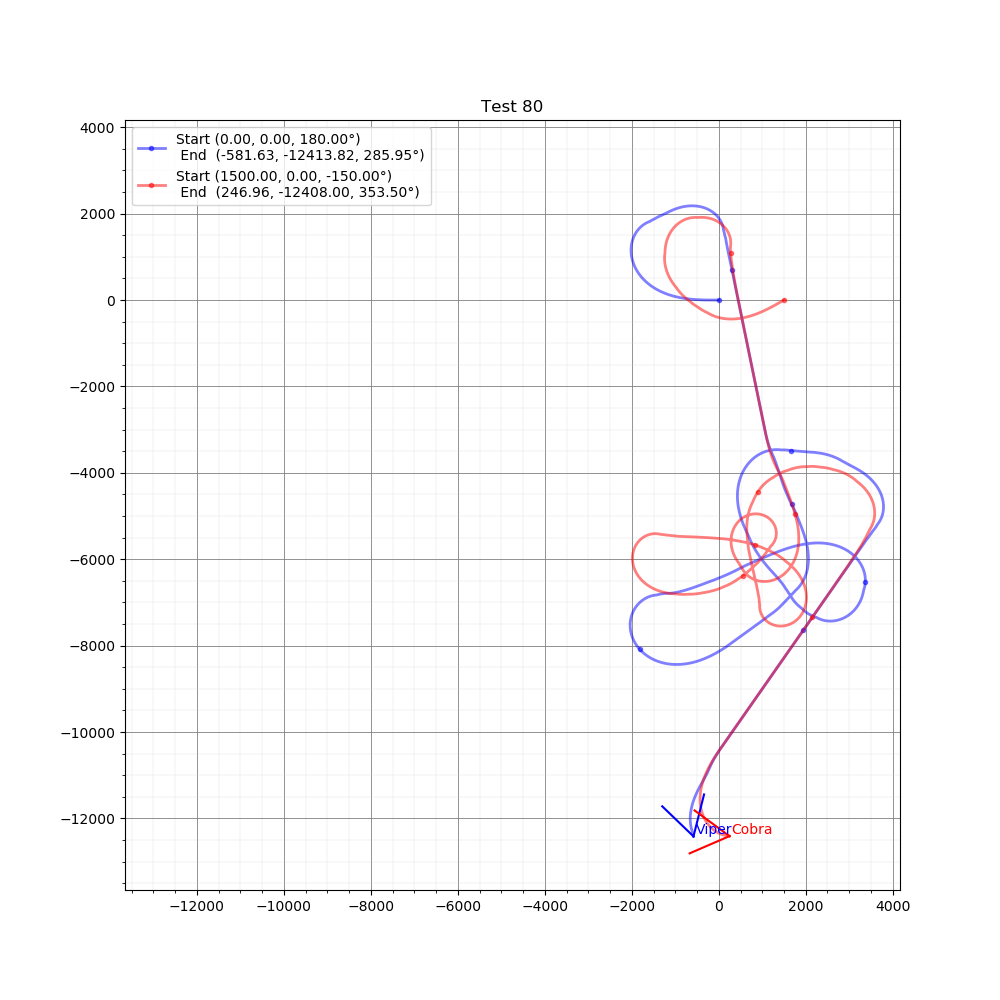 Test 80
Start (0.00, 0.00, 180.00°)
End  (-581.63, -12413.82, 285.95°)
Start (1500.00, 0.00, -150.00°)
End  (246.96, -12408.00, 353.50°)
4000
2000
0
−2000
−4000
−6000
−8000
−10000
−12000
Viper
Cobra
−12000 −10000 −8000 −6000 −4000 −2000 0 2000 4000